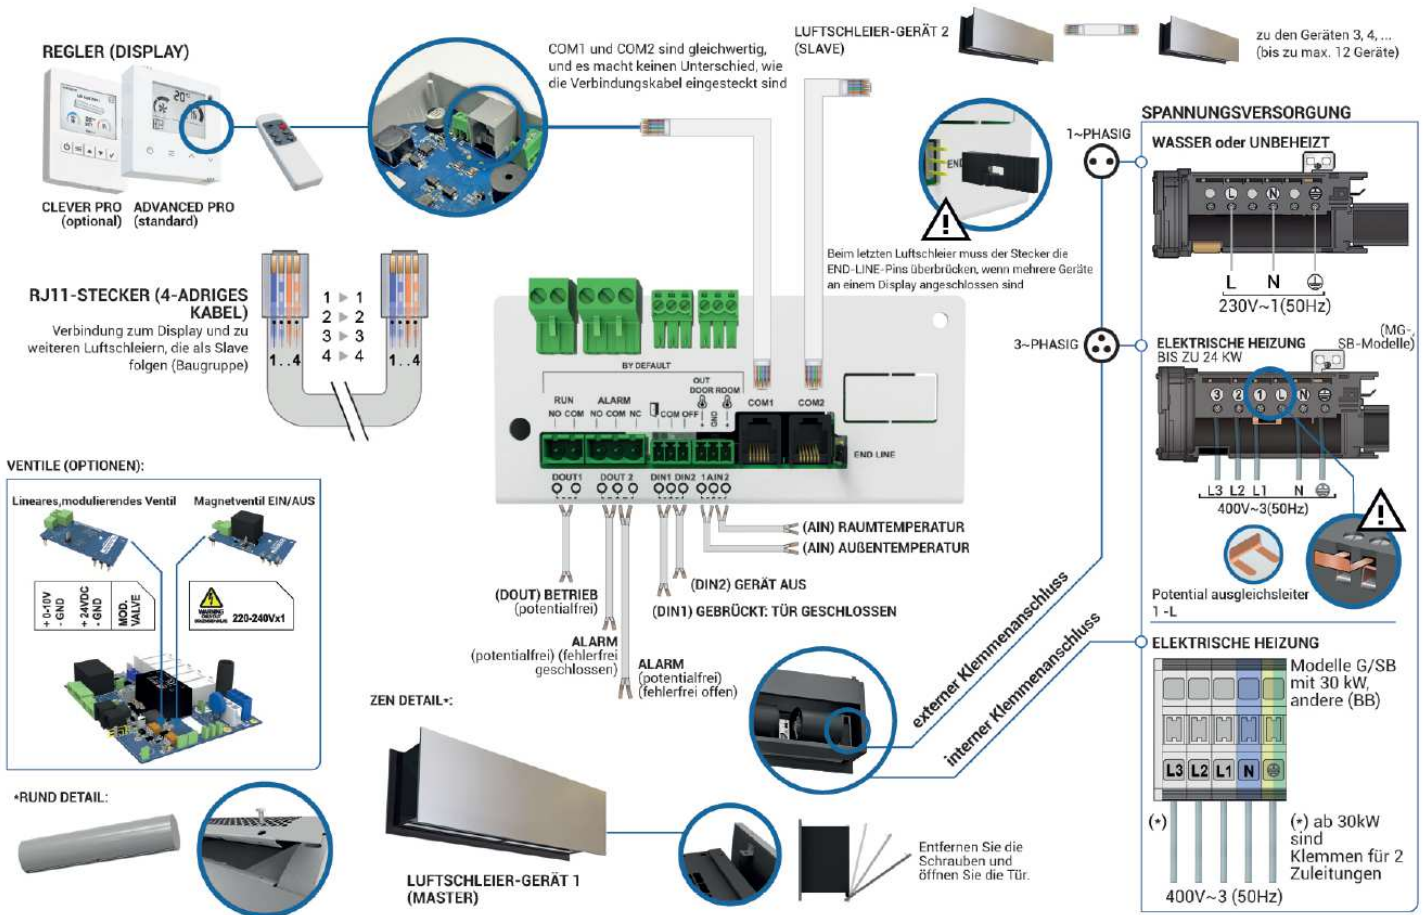 REGLER (DISPLAY)
CLEVER PRO
(optional)
ADVANCED PRO
(standard)
COM1 und COM2 sind gleichwertig,
und es macht keinen Unterschied, wie
die Verbindungskabel eingesteckt sind
LUFTSCHLEIER-GERÄT 2
(SLAVE)
zu den Geräten 3, 4, ...
(bis zu max. 12 Geräte)
RJ11-STECKER (4-ADRIGES
KABEL)
Verbindung zum Display und zu
weiteren Luftschleiern, die als Slave
folgen (Baugruppe)
1..4
1 ▶ 1
2 ▶ 2
3 ▶ 3
4 ▶ 4
1..4
END
Beim letzten Luftschleier muss der Stecker die
END-LINE-Pins überbrücken, wenn mehrere Geräte
an einem Display angeschlossen sind
BY DEFAULT
RUN
NO COM
ALARM
NO COM NC
COM OFF
OUT
DOOR ROOM
GND
COM1
COM2
END LINE
DOUT1
DOUT 2
DIN1 DIN2
1 AIN 2
(AIN) RAUMTEMPERATUR
(AIN) AUßENTEMPERATUR
(DIN2) GERÄT AUS
(DIN1) GEBRÜCKT: TÜR GESCHLOSSEN
(DOUT) BETRIEB
(potentialfrei)
ALARM
(potentialfrei) (fehlerfrei
geschlossen)
ALARM
(potentialfrei)
(fehlerfrei offen)
VENTILE (OPTIONEN):
Lineares,modulierendes Ventil
Magnetventil EIN/AUS
+ 0-10V
- GND
+ 24VDC
- GND
MOD.
VALVE
WARNING
220-240Vx1
*RUND DETAIL:
ZEN DETAIL*:
LUFTSCHLEIER-GERÄT 1
(MASTER)
Entfernen Sie die
Schrauben und
öffnen Sie die Tür.
externer Klemmenanschluss
interner Klemmenanschluss
1~PHASIG
3~PHASIG
SPANNUNGSVERSORGUNG
WASSER oder UNBEHEIZT
L N
L N
230V~1(50Hz)
ELEKTRISCHE HEIZUNG
BIS ZU 24 KW
(MG-,
SB-Modelle)
3 2 1 L N
L3 L2 L1 N
400V~3(50Hz)
Potential ausgleichsleiter
1 -L
ELEKTRISCHE HEIZUNG
Modelle G/SB
mit 30 kW,
andere (BB)
L3 L2 L1 N
(*)
(*) ab 30kW
sind
Klemmen für 2
Zuleitungen
400V~3 (50Hz)